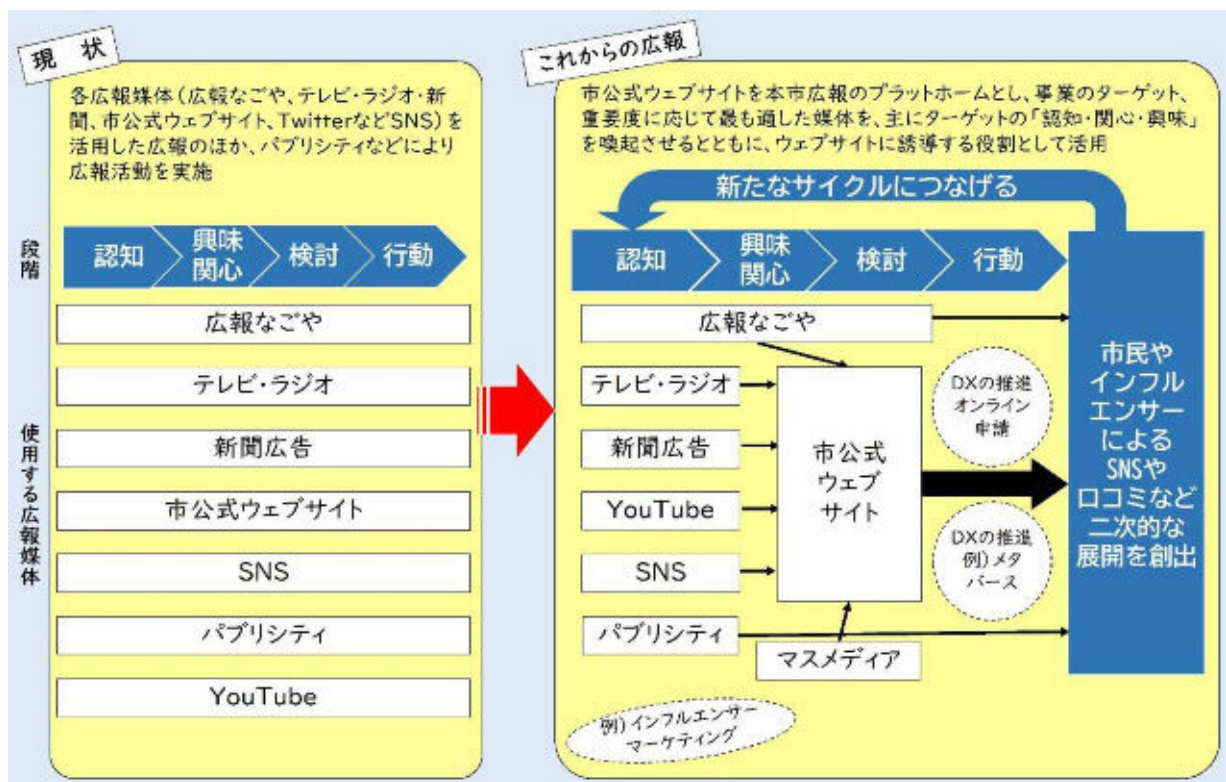 現 状
各広報媒体（広報なごや、テレビ・ラジオ・新
聞、市公式ウェブサイト、TwitterなどSNS）を
活用した広報のほか、パブリシティなどにより
広報活動を実施
段階
認知
興味
関心
検討
行動
使用する広報媒体
広報なごや
テレビ・ラジオ
新聞広告
市公式ウェブサイト
SNS
パブリシティ
YouTube
これからの広報
市公式ウェブサイトを本市広報のプラットホームとし、事業のターゲット、
重要度に応じて最も適した媒体を、主にターゲットの「認知・関心・興味」
を喚起させるとともに、ウェブサイトに誘導する役割として活用
新たなサイクルにつなげる
認知
興味
関心
検討
行動
広報なごや
テレビ・ラジオ
新聞広告
YouTube
SNS
パブリシティ
市公式
ウェブ
サイト
マスメディア
DXの推進
オンライン
申請
DXの推進
例）メタ
バース
市民や
インフル
エンサー
による
SNSや
口コミなど
二次的な
展開を創出
例）インフルエンサー
マーケティング